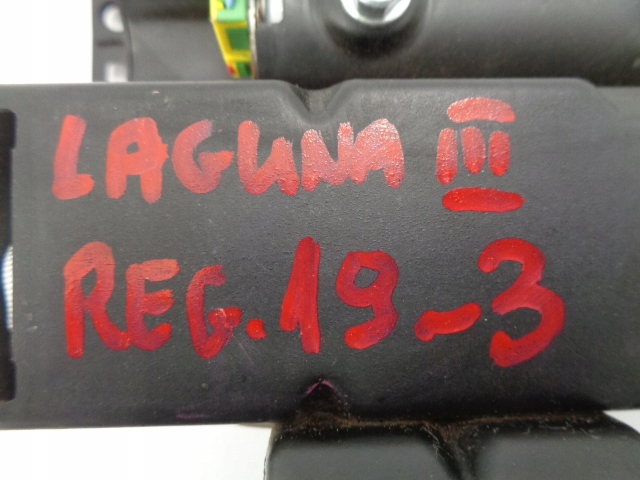 LAGUNA III
REG. 19-3